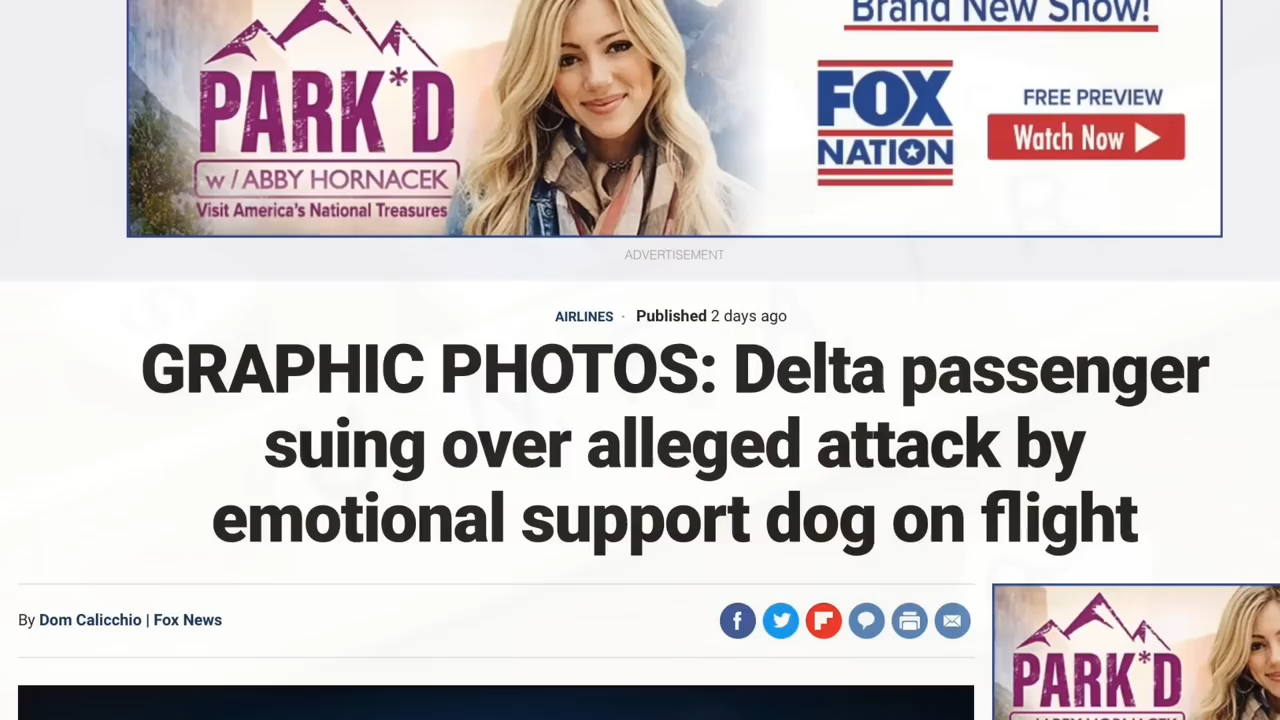 Brand New Show!
PARK*D
w/ABBY HORNACEK
Visit America's National Treasures
FOX
NATION
FREE PREVIEW
Watch Now
ADVERTISEMENT
AIRLINES · Published 2 days ago
GRAPHIC PHOTOS: Delta passenger
suing over alleged attack by
emotional support dog on flight
By Dom Calicchio | Fox News
f
PARK*D
w/ABBY HORNACEK